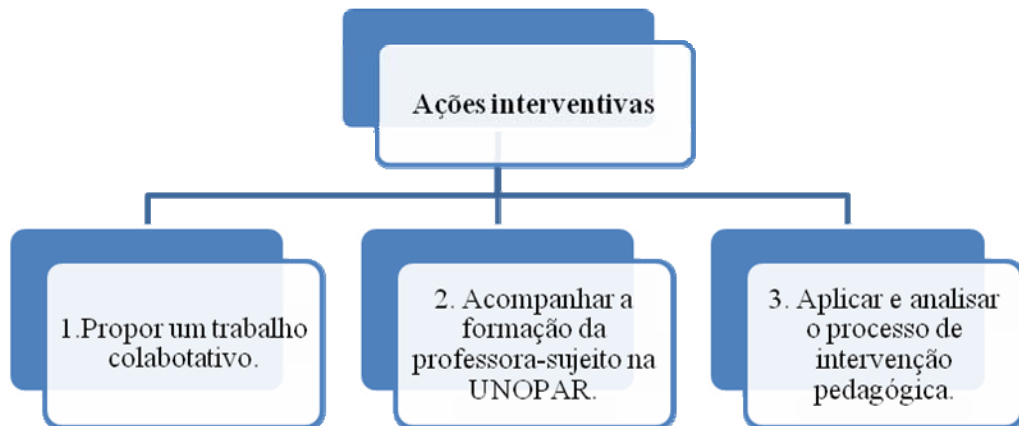 Ações interventivas
1.Propor um trabalho
colabotativo.
2. Acompanhar a
formação da
professora-sujeito na
UNOPAR.
3. Aplicar e analisar
o processo de
intervenção
pedagógica.